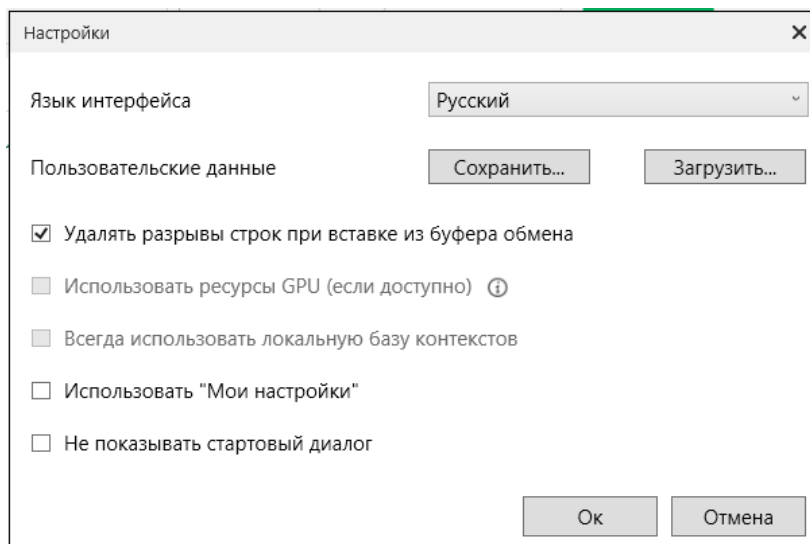 Настройки
Язык интерфейса Русский
Пользовательские данные Сохранить... Загрузить...
Удалять разрывы строк при вставке из буфера обмена
Использовать ресурсы GPU (если доступно)
Всегда использовать локальную базу контекстов
Использовать "Мои настройки"
Не показывать стартовый диалог
Ок Отмена